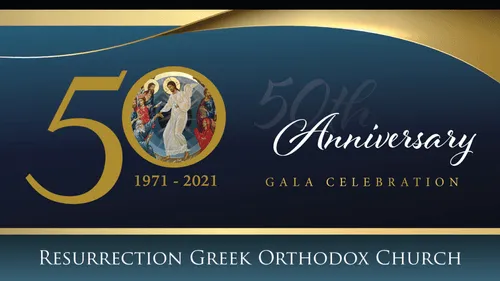 50
1971 - 2021
50th
Anniversary
GALA CELEBRATION
RESURRECTION GREEK ORTHODOX CHURCH